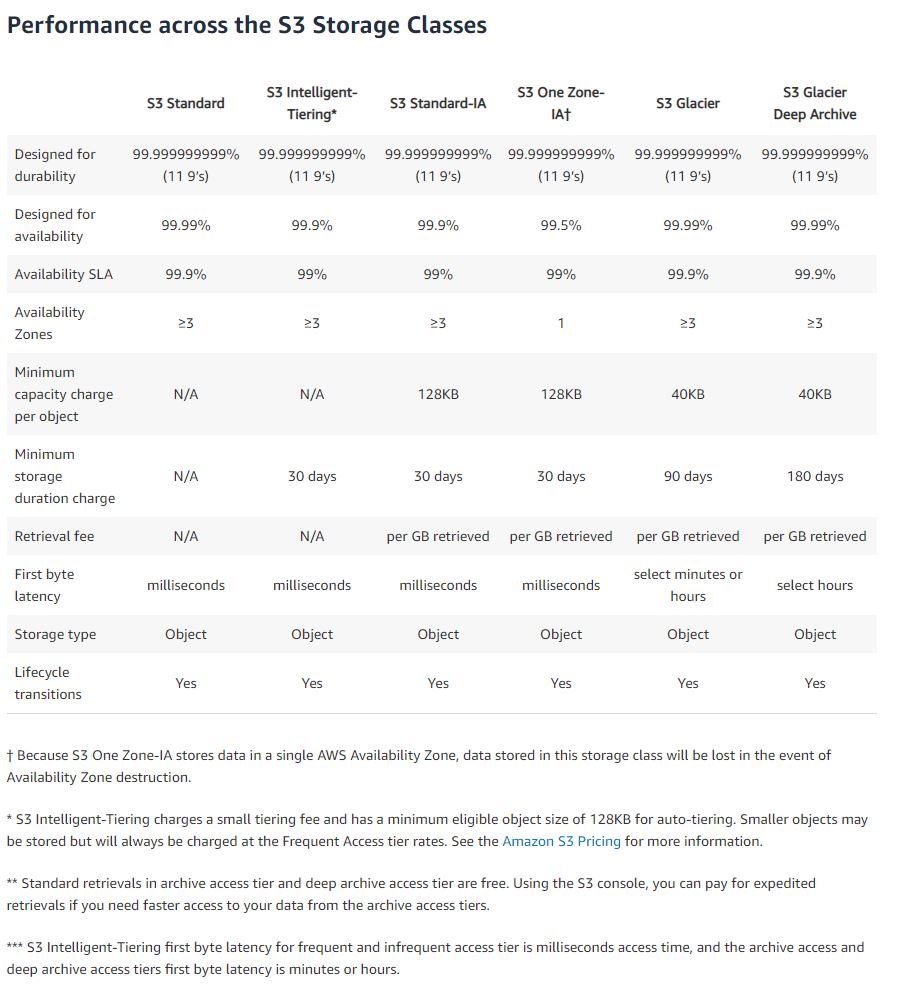 Performance across the S3 Storage Classes
S3 Standard
S3 Intelligent-
Tiering*
S3 Standard-IA
S3 One Zone-
IA†
S3 Glacier
S3 Glacier
Deep Archive
Designed for
durability
99.999999999%
(11 9's)
99.999999999%
(11 9's)
99.999999999%
(11 9's)
99.999999999%
(11 9's)
99.999999999%
(11 9's)
99.999999999%
(11 9's)
Designed for
availability
99.99%
99.9%
99.9%
99.5%
99.99%
99.99%
Availability SLA
99.9%
99%
99%
99%
99.9%
99.9%
Availability
Zones
≥3
≥3
≥3
1
≥3
≥3
Minimum
capacity charge
per object
N/A
N/A
128KB
128KB
40KB
40KB
Minimum
storage
duration charge
N/A
30 days
30 days
30 days
90 days
180 days
Retrieval fee
N/A
N/A
per GB retrieved
per GB retrieved
per GB retrieved
per GB retrieved
First byte
latency
milliseconds
milliseconds
milliseconds
milliseconds
select minutes or
hours
select hours
Storage type
Object
Object
Object
Object
Object
Object
Lifecycle
transitions
Yes
Yes
Yes
Yes
Yes
Yes
† Because S3 One Zone-IA stores data in a single AWS Availability Zone, data stored in this storage class will be lost in the event of
Availability Zone destruction.
* S3 Intelligent-Tiering charges a small tiering fee and has a minimum eligible object size of 128KB for auto-tiering. Smaller objects may
be stored but will always be charged at the Frequent Access tier rates. See the Amazon S3 Pricing for more information.
** Standard retrievals in archive access tier and deep archive access tier are free. Using the S3 console, you can pay for expedited
retrievals if you need faster access to your data from the archive access tiers.
*** S3 Intelligent-Tiering first byte latency for frequent and infrequent access tier is milliseconds access time, and the archive access and
deep archive access tiers first byte latency is minutes or hours.